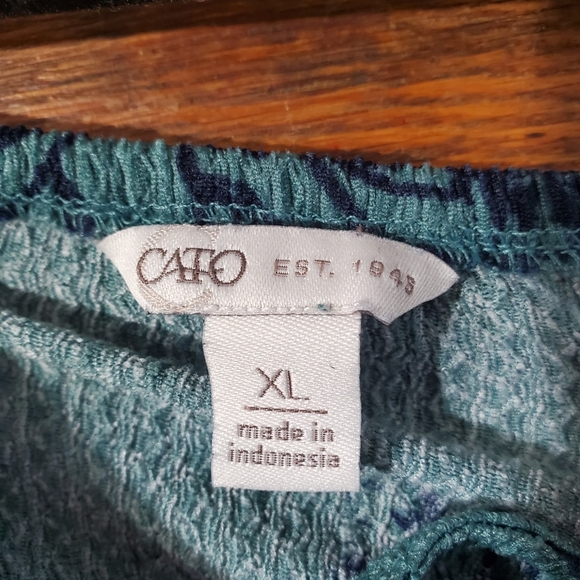 CATO EST. 1946
XL
made in
indonesia